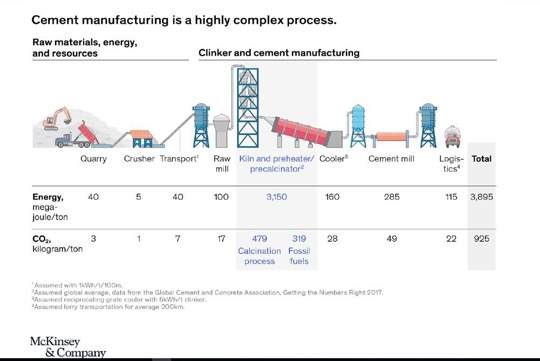 Cement manufacturing is a highly complex process.
Raw materials, energy,
and resources
Clinker and cement manufacturing
Quarry Crusher Transport¹ Raw mill Kiln and preheater/precalcinator² Cooler³ Cement mill Logistics⁴ Total
Energy, megajoule/ton 40 5 40 100 3,150 160 285 115 3,895
CO₂, kilogram/ton 3 1 7 17 479 Calcination process 319 Fossil fuels 28 49 22 925
¹Assumed with 1kWh/t/100m.
²Assumed global average, data from the Global Cement and Concrete Association, Getting the Numbers Right 2017.
³Assumed reciprocating grate cooler with 5kWh/t clinker.
⁴Assumed lorry transportation for average 200km.
McKinsey
& Company